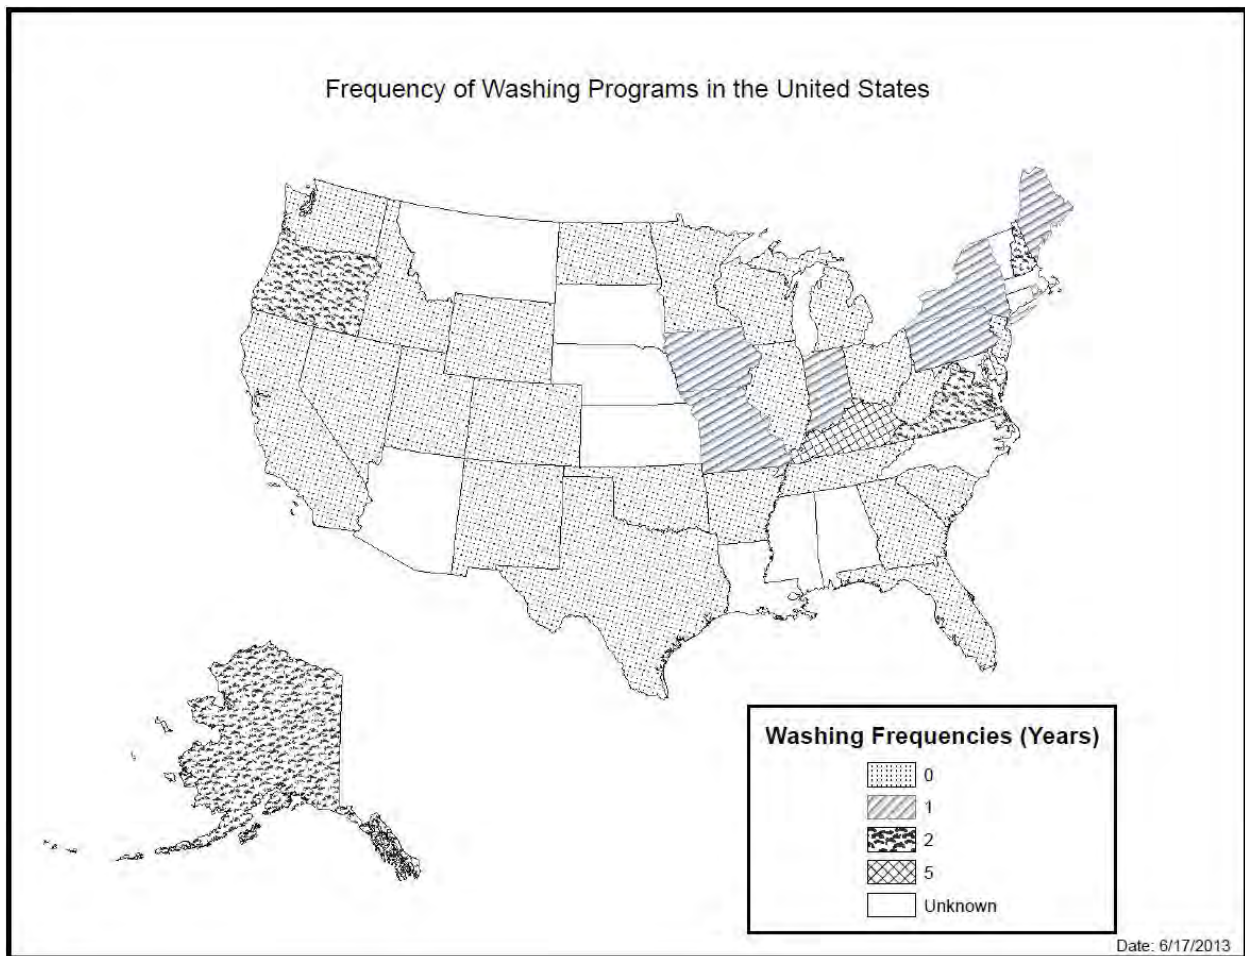 Frequency of Washing Programs in the United States
Washing Frequencies (Years)
0
1
2
5
Unknown
Date: 6/17/2013